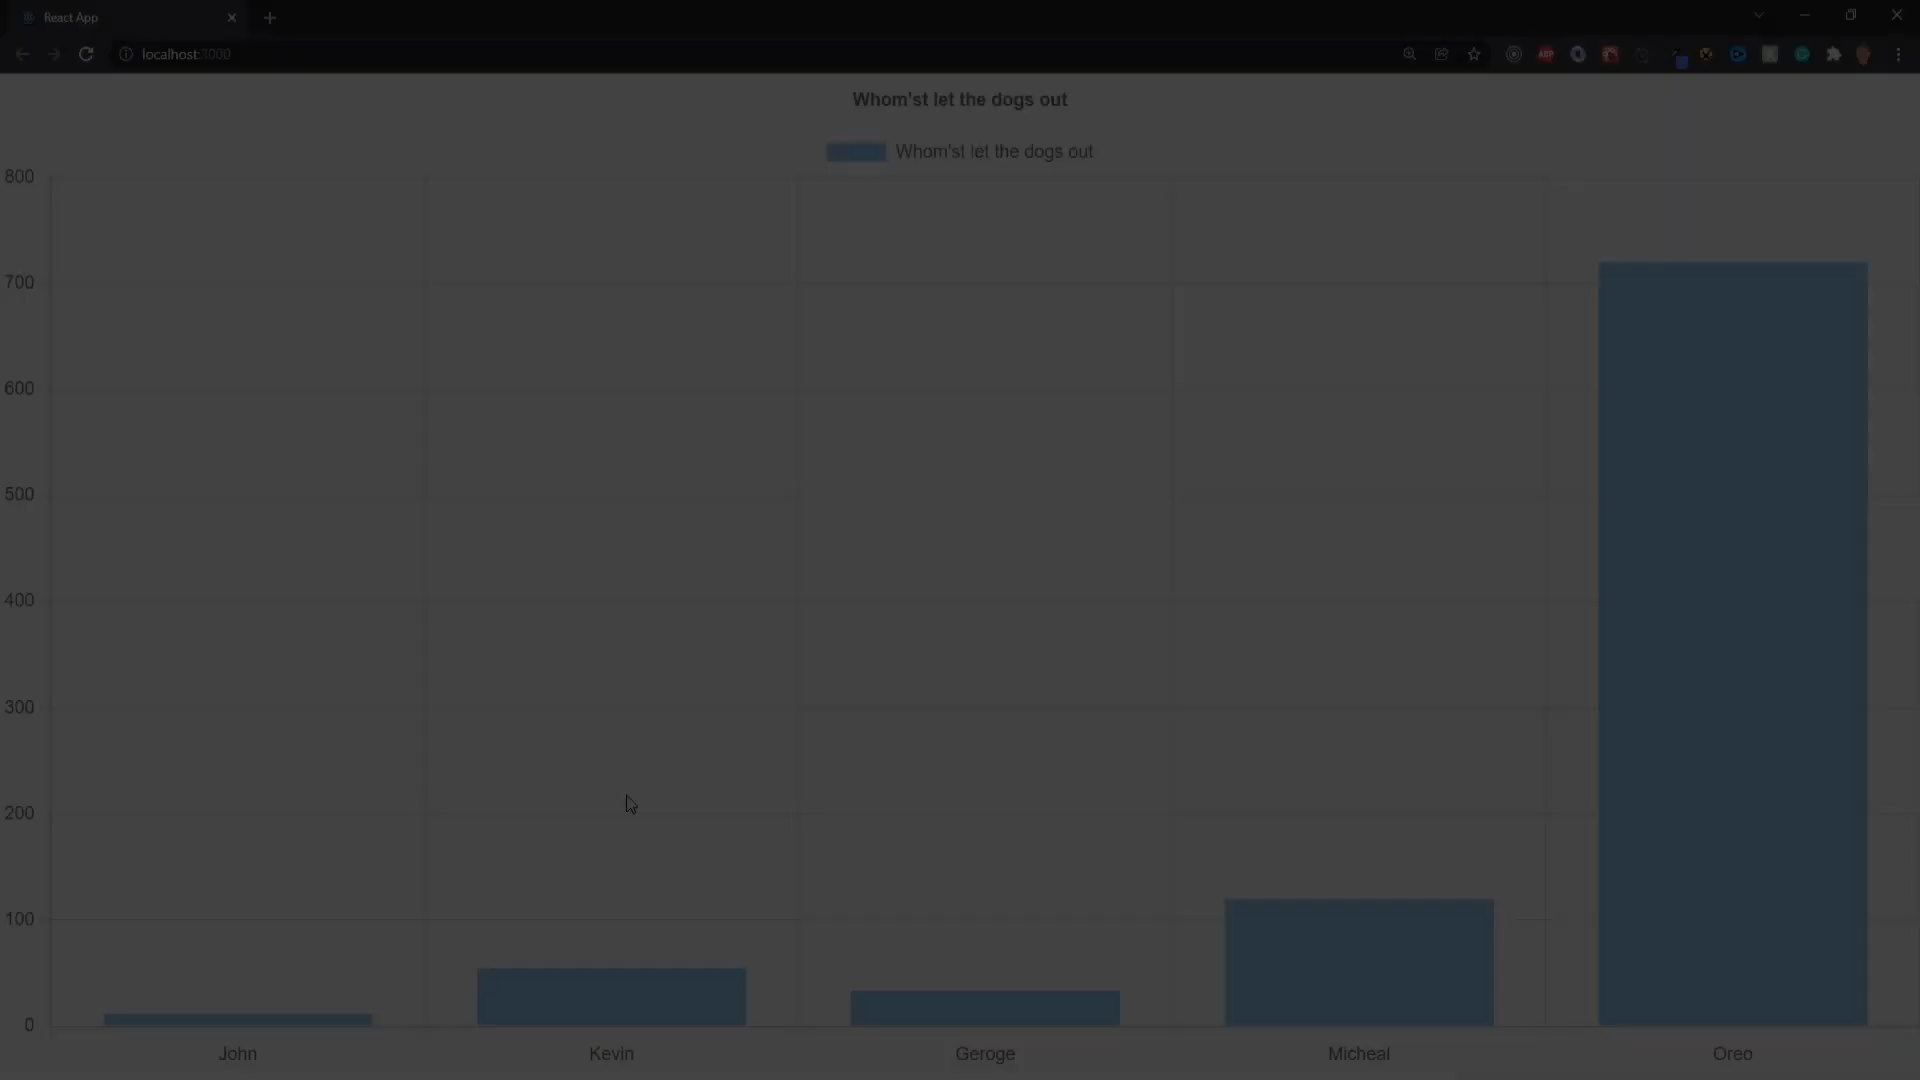 React App
localhost:3000
ABP
Whom'st let the dogs out
Whom'st let the dogs out
800
700
600
500
400
300
200
100
0
John Kevin Geroge Micheal Oreo